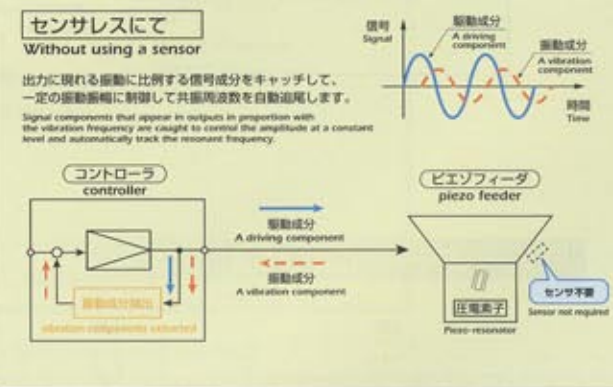 センサレスにて
Without using a sensor
出力に現れる振動に比例する信号成分をキャッチして、
一定の振動振幅に制御して共振周波数を自動追尾します。
Signal components that appear in outputs in proportion with
the vibration frequency are caught to control the amplitude at a constant
level and automatically track the resonant frequency.
信号
Signal
駆動成分
A driving
component
振動成分
A vibration
component
時間
Time
コントローラ
controller
振動成分抽出
vibration components extracted
駆動成分
A driving component
振動成分
A vibration component
ピエゾフィーダ
piezo feeder
圧電素子
Piezo-resonator
センサ不要
Sensor not required